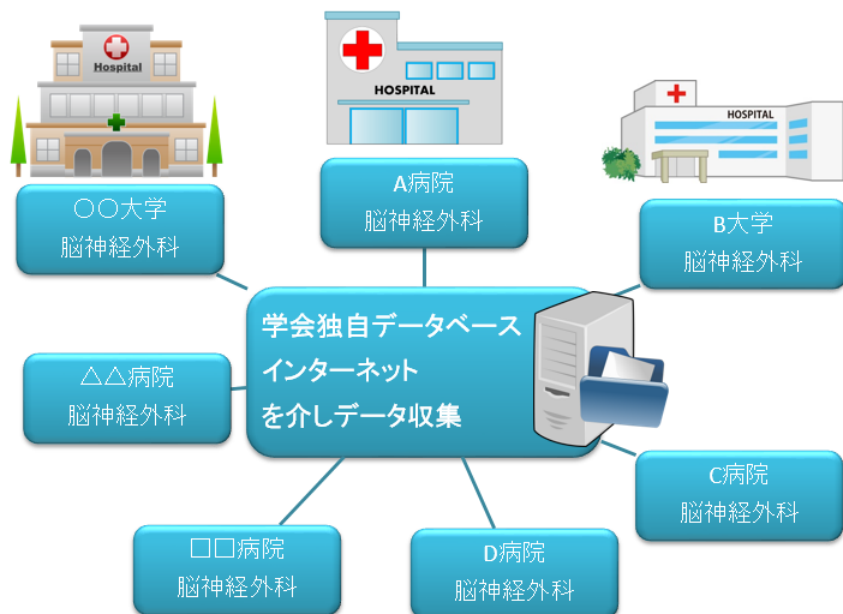 Hospital
HOSPITAL
HOSPITAL
〇〇大学
脳神経外科
A病院
脳神経外科
B大学
脳神経外科
学会独自データベース
インターネット
を介しデータ収集
△△病院
脳神経外科
C病院
脳神経外科
□□病院
脳神経外科
D病院
脳神経外科